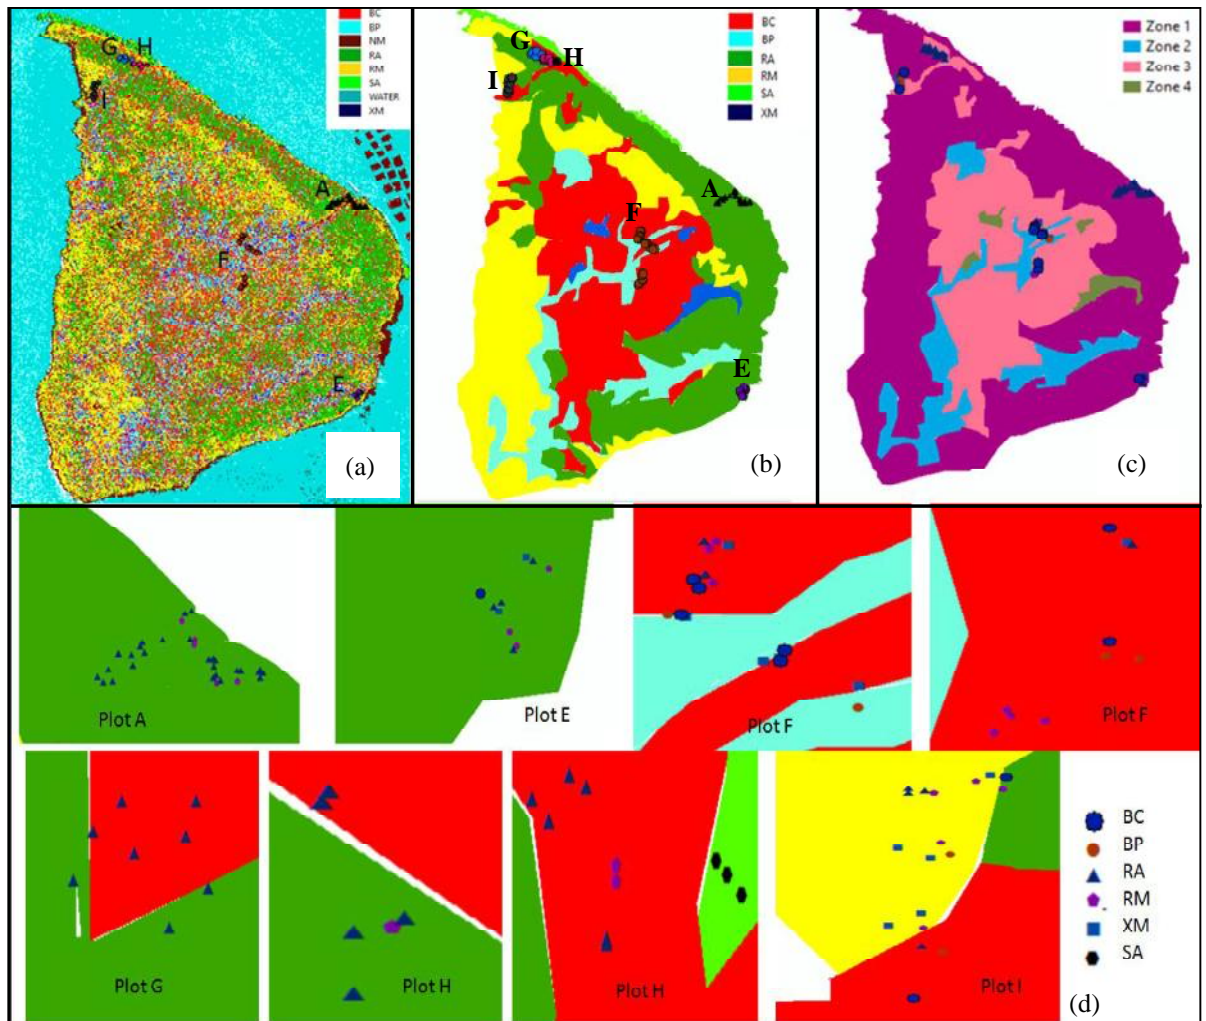 BC
BP
NM
RA
RM
SA
WATER
XM
G
H
I
A
F
E
(a)
BC
BP
RA
RM
SA
XM
G
H
I
A
F
E
(b)
Zone 1
Zone 2
Zone 3
Zone 4
(c)
Plot A
Plot E
Plot F
Plot F
Plot G
Plot H
Plot H
Plot I
BC
BP
RA
RM
XM
SA
(d)